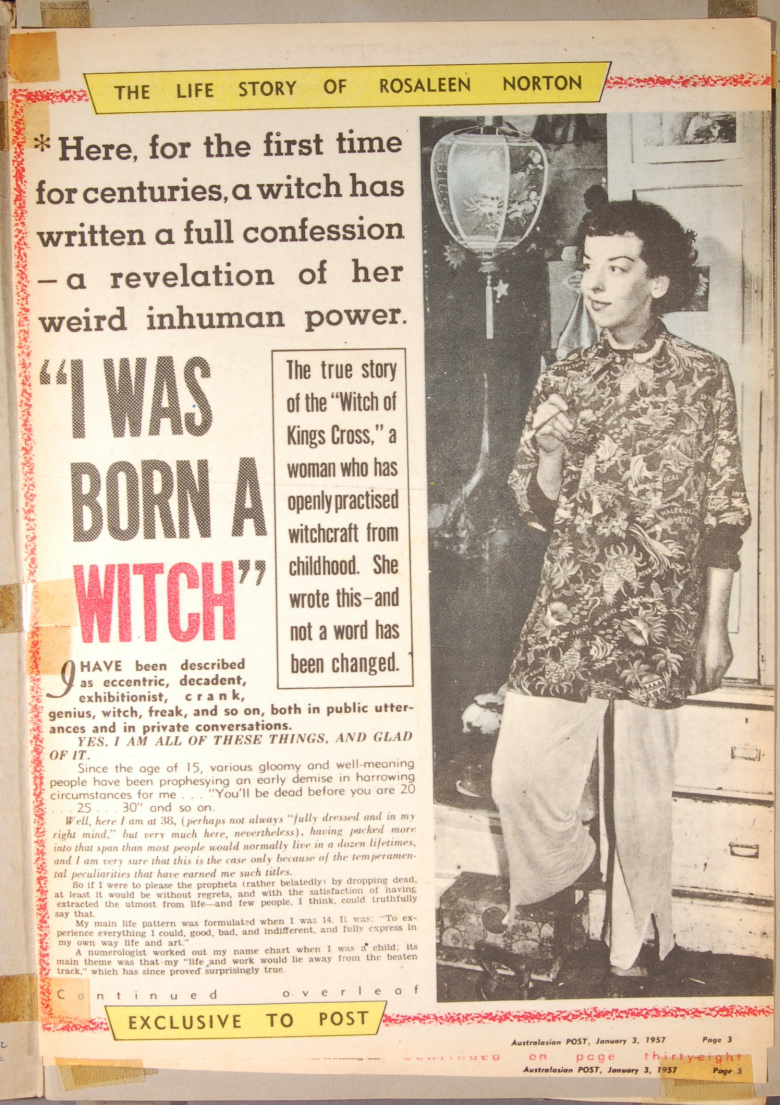 THE LIFE STORY OF ROSALEEN NORTON
* Here, for the first time
for centuries, a witch has
written a full confession
– a revelation of her
weird inhuman power.
"I WAS
BORN A
WITCH"
The true story
of the "Witch of
Kings Cross," a
woman who has
openly practised
witchcraft from
childhood. She
wrote this–and
not a word has
been changed.
I HAVE been described
as eccentric, decadent,
exhibitionist, crank,
genius, witch, freak, and so on, both in public utter-
ances and in private conversations.
YES. I AM ALL OF THESE THINGS, AND GLAD
OF IT.
Since the age of 15, various gloomy and well-meaning
people have been prophesying an early demise in harrowing
circumstances for me . . . "You'll be dead before you are 20
. . . 25 . . . 30" and so on.
Well, here I am at 38, (perhaps not always "fully dressed and in my
right mind," but very much here, nevertheless), having packed more
into that span than most people would normally live in a dozen lifetimes,
and I am very sure that this is the case only because of the temperamen-
tal peculiarities that have earned me such titles.
So if I were to please the prophets (rather belatedly) by dropping dead,
at least it would be without regrets, and with the satisfaction of having
extracted the utmost from life—and few people, I think, could truthfully
say that.
My main life pattern was formulated when I was 14. It was: "To ex-
perience everything I could, good, bad, and indifferent, and fully express in
my own way life and art."
A numerologist worked out my name chart when I was a child; its
main theme was that my "life and work would lie away from the beaten
track," which has since proved surprisingly true.
Continued overleaf
EXCLUSIVE TO POST
Australasian POST, January 3, 1957 Page 3
Continued on page thirtyeight
Australasian POST, January 3, 1957 Page 5
MALEKULA